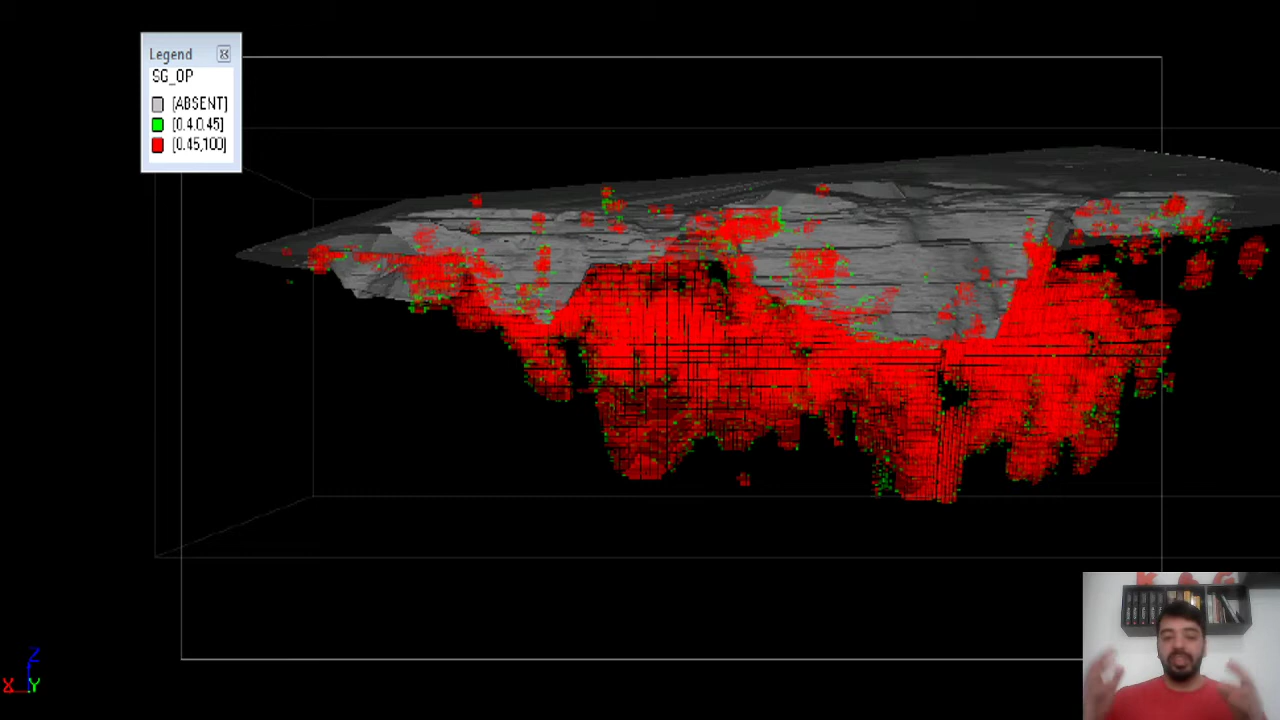 Legend
SG_OP
[ABSENT]
[0.4,0.45]
[0.45,100]
Z
X Y
K & G